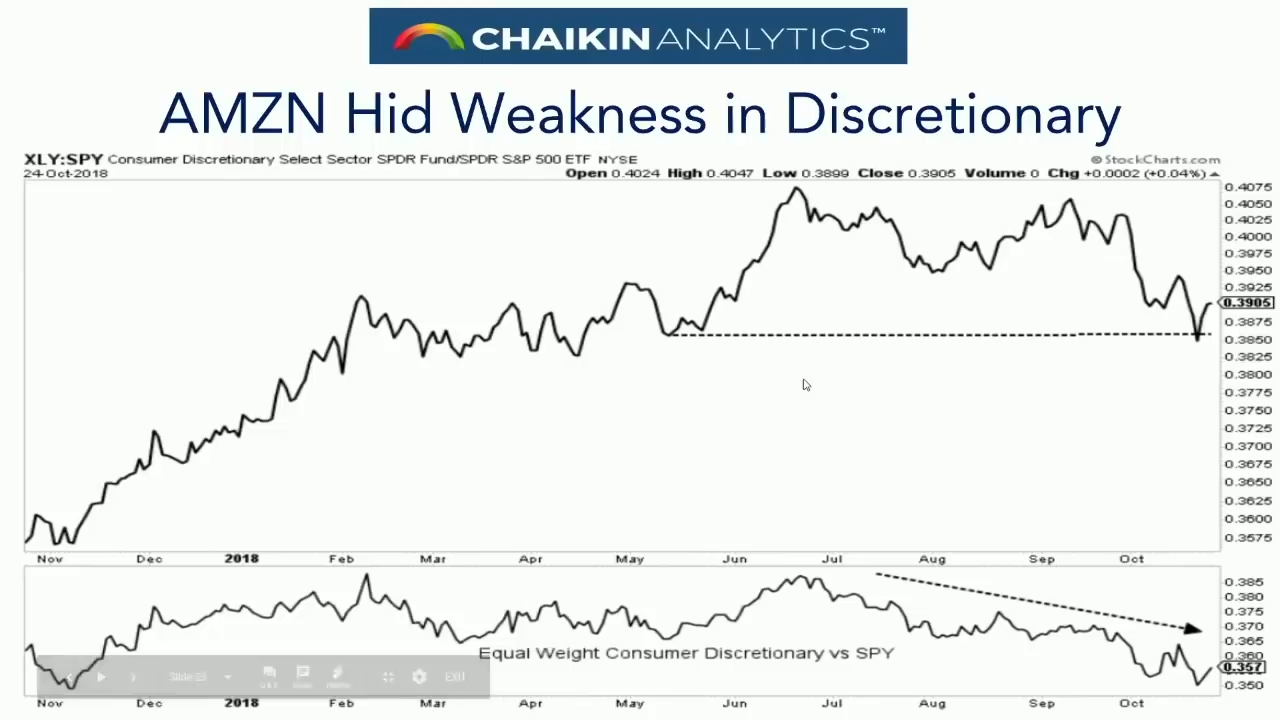 CHAIKIN ANALYTICS™
AMZN Hid Weakness in Discretionary
XLY:SPY Consumer Discretionary Select Sector SPDR Fund/SPDR S&P 500 ETF NYSE
© StockCharts.com
24-Oct-2018
Open 0.4024 High 0.4047 Low 0.3899 Close 0.3905 Volume 0 Chg +0.0002 (+0.04%)
0.4075
0.4050
0.4025
0.4000
0.3975
0.3950
0.3925
0.3905
0.3875
0.3850
0.3825
0.3800
0.3775
0.3750
0.3725
0.3700
0.3675
0.3650
0.3625
0.3600
0.3575
Nov Dec 2018 Feb Mar Apr May Jun Jul Aug Sep Oct
0.385
0.380
0.375
0.370
0.365
0.360
0.357
0.350
Equal Weight Consumer Discretionary vs SPY
Slide
EXIT
Nov Dec 2018 Feb Mar Apr May Jun Jul Aug Sep Oct